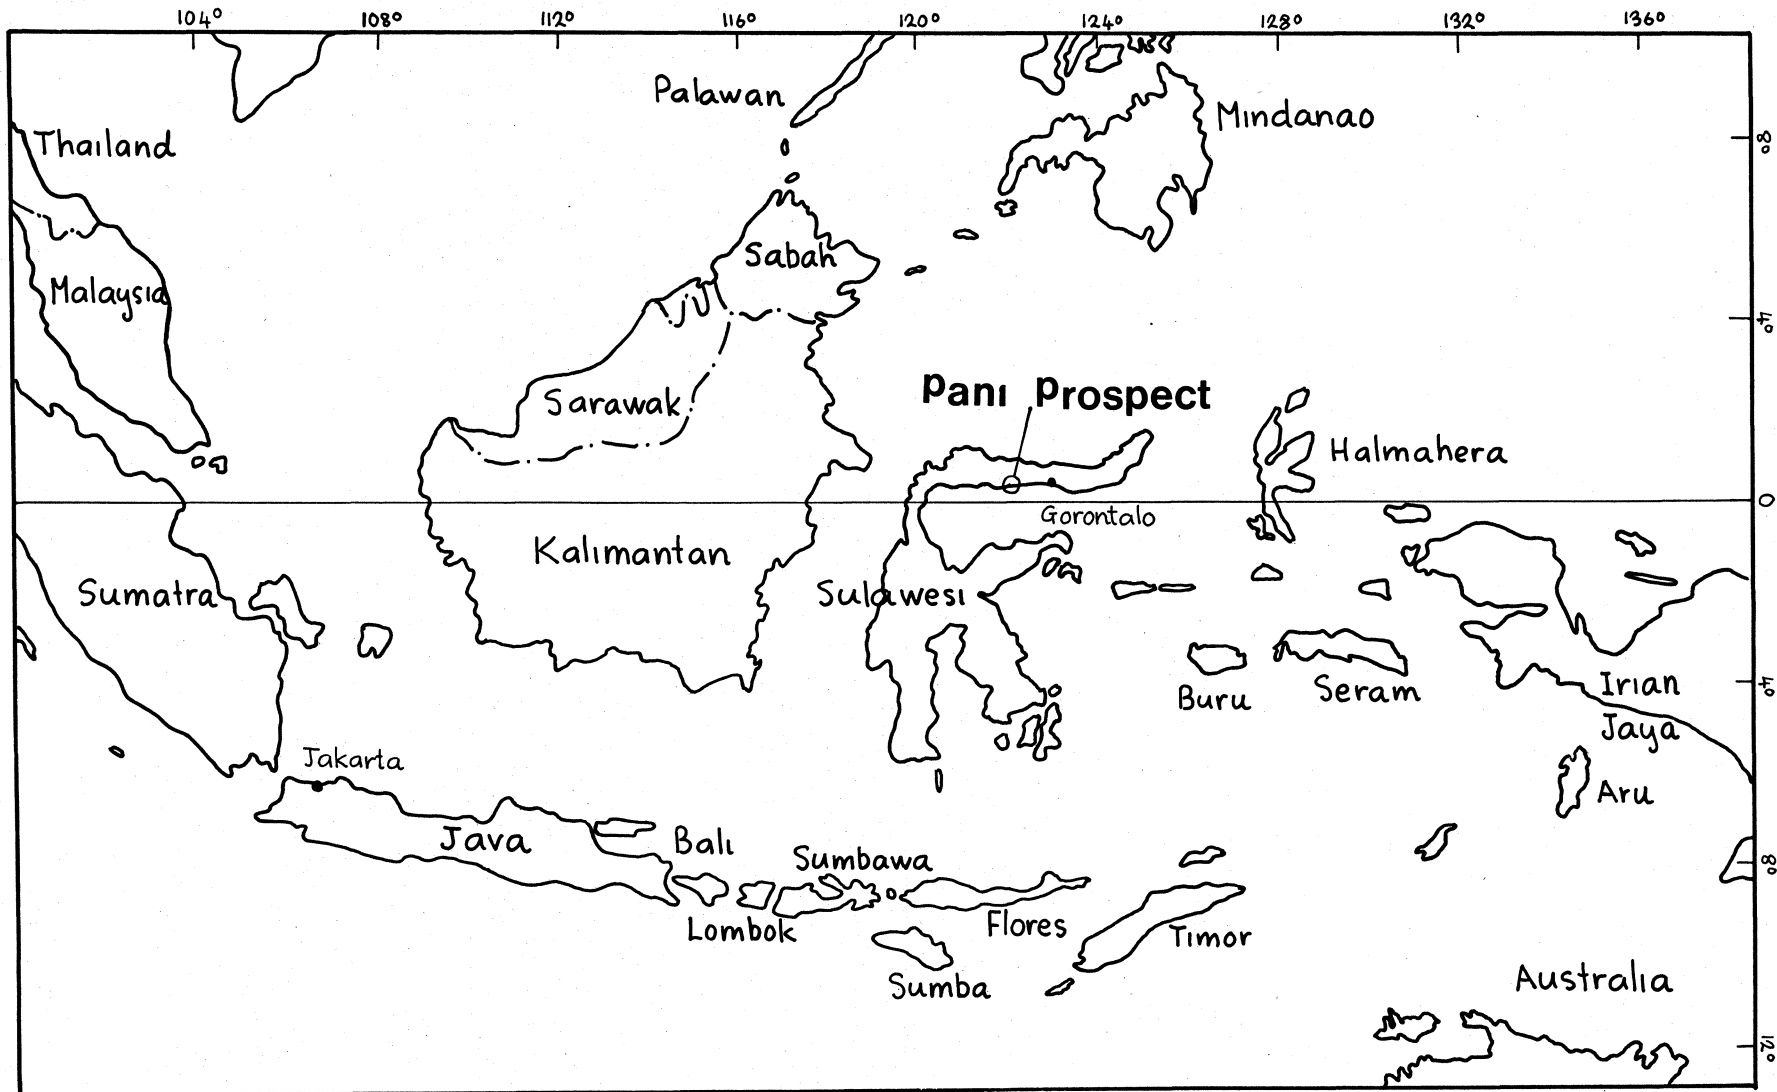 104° 108° 112° 116° 120° 124° 128° 132° 136°
Palawan
Mindanao
Thailand
8°
Sabah
Malaysia
4°
Pani Prospect
Sarawak
Halmahera
0
Gorontalo
Kalimantan
Sumatra
Sulawesi
Buru
Seram
Irian
Jaya
4°
Jakarta
Aru
Java
Bali
Sumbawa
8°
Lombok
Flores
Timor
Sumba
Australia
12°